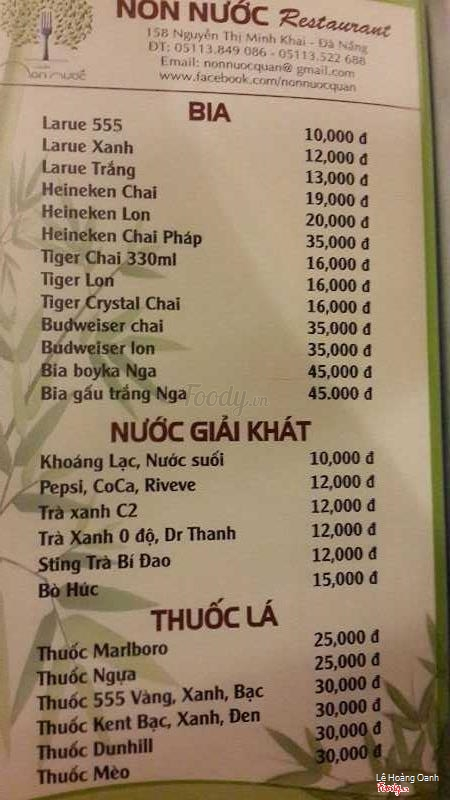 NON NƯỚC Restaurant
158 Nguyễn Thị Minh Khai - Đà Nẵng
ĐT: 05113.849 086 - 05113.522 688
Email: nonnuocquan@ gmail.com
www.facebook.com/nonnuocquan
Non Nước
BIA
Larue 555 10,000 đ
Larue Xanh 12,000 đ
Larue Trắng 13,000 đ
Heineken Chai 19,000 đ
Heineken Lon 20,000 đ
Heineken Chai Pháp 35,000 đ
Tiger Chai 330ml 16,000 đ
Tiger Lon 16,000 đ
Tiger Crystal Chai 16,000 đ
Budweiser chai 35,000 đ
Budweiser lon 35,000 đ
Bia boyka Nga 45,000 đ
Bia gấu trắng Nga 45.000 đ
Foody.vn
NƯỚC GIẢI KHÁT
Khoáng Lạc, Nước suối 10,000 đ
Pepsi, CoCa, Riveve 12,000 đ
Trà xanh C2 12,000 đ
Trà Xanh 0 độ, Dr Thanh 12,000 đ
Sting Trà Bí Đao 12,000 đ
Bò Húc 15,000 đ
THUỐC LÁ
Thuốc Marlboro 25,000 đ
Thuốc Ngựa 25,000 đ
Thuốc 555 Vàng, Xanh, Bạc 30,000 đ
Thuốc Kent Bạc, Xanh, Đen 30,000 đ
Thuốc Dunhill 30,000 đ
Thuốc Mèo 30,000 đ
Lê Hoàng Oanh
Foody.vn